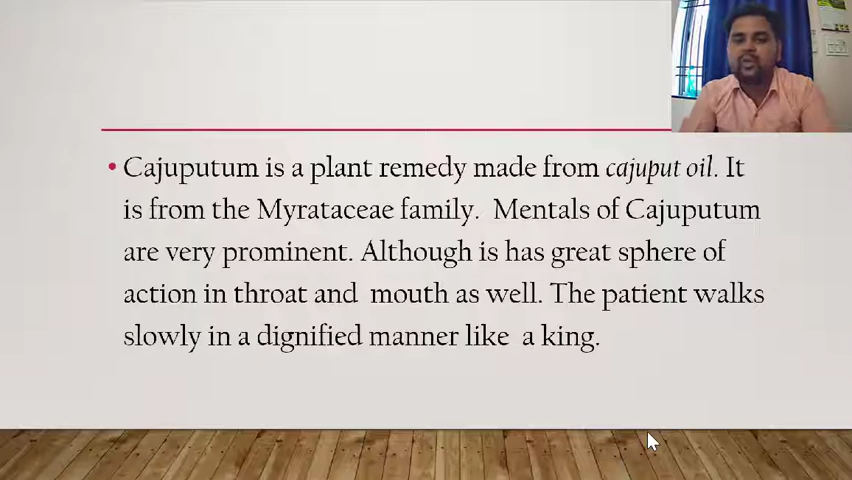 • Cajuputum is a plant remedy made from cajuput oil. It
is from the Myrataceae family. Mentals of Cajuputum
are very prominent. Although is has great sphere of
action in throat and mouth as well. The patient walks
slowly in a dignified manner like a king.